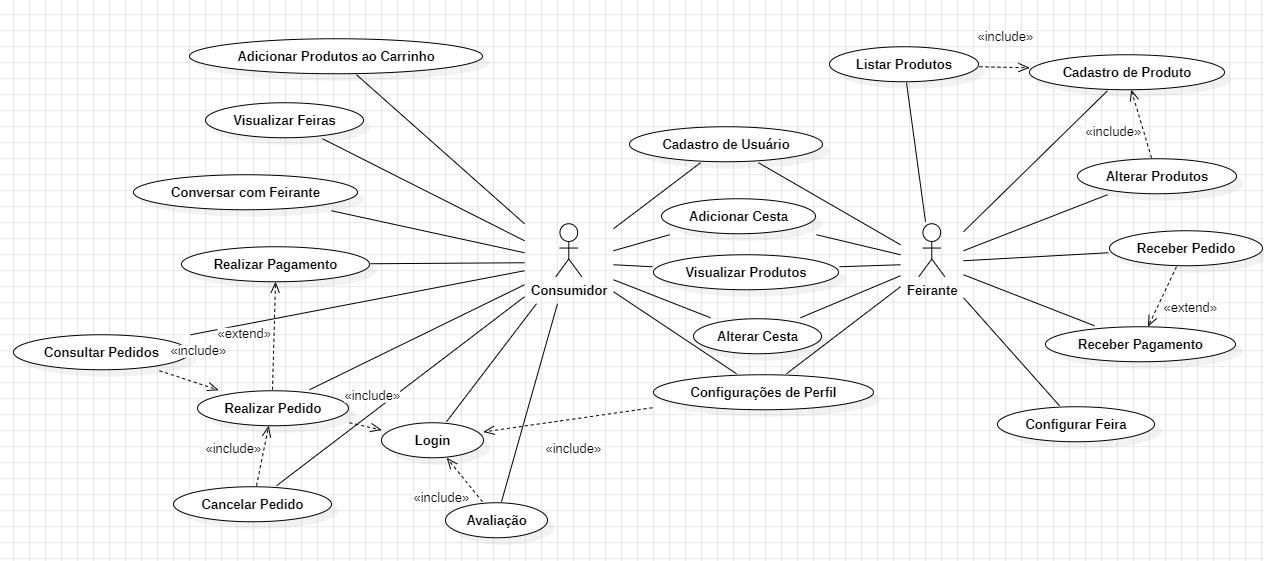 «include»
Adicionar Produtos ao Carrinho
Listar Produtos
Cadastro de Produto
Visualizar Feiras
«include»
Cadastro de Usuário
Conversar com Feirante
Alterar Produtos
Adicionar Cesta
Realizar Pagamento
Visualizar Produtos
Receber Pedido
Consumidor
Feirante
«extend»
«extend»
Consultar Pedidos
«include»
Alterar Cesta
Receber Pagamento
Realizar Pedido
«include»
Configurações de Perfil
Configurar Feira
Login
«include»
«include»
Cancelar Pedido
«include»
Avaliação